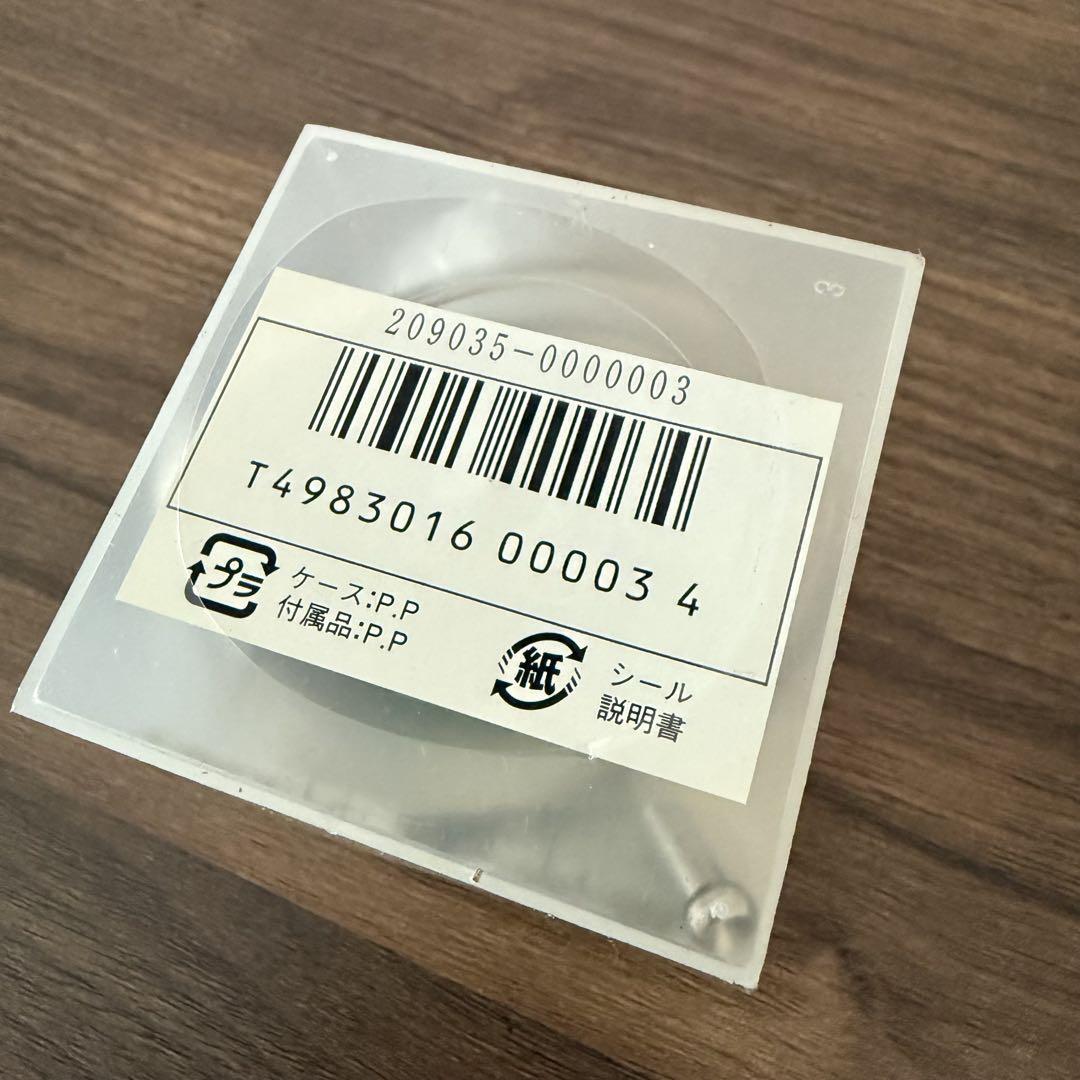 3
209035-0000003
T4983016 00003 4
プラ
ケース:P.P
付属品:P.P
紙
シール
説明書